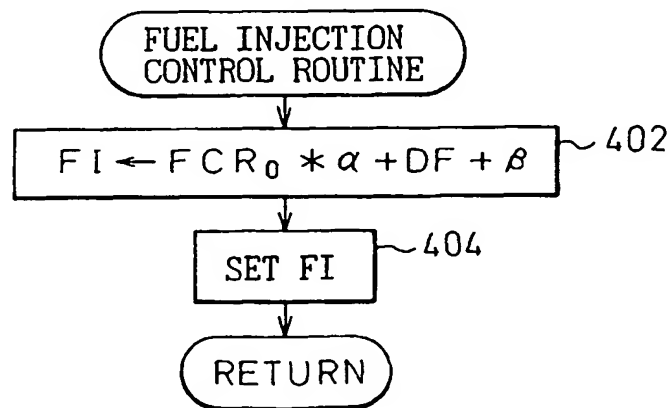 FUEL INJECTION
CONTROL ROUTINE
FI ← FCR₀ * α + DF + β
402
404
SET FI
RETURN